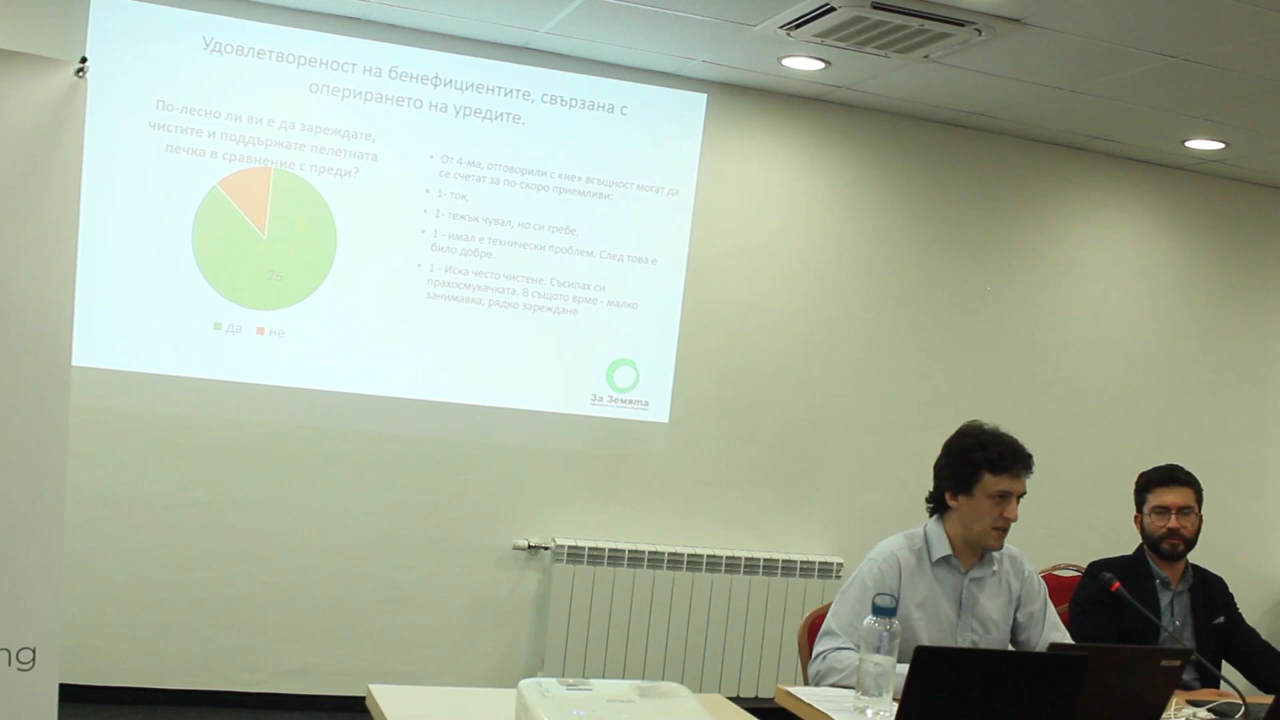 Удовлетвореност на бенефициентите, свързана с
оперирането на уредите.
По-лесно ли ви е да зареждате,
чистите и поддържате пелетната
печка в сравнение с преди?
26
да не
• От 4-ма, отговорили с «не» всъщност могат да
се счетат за по-скоро приемливи:
• 1- ток,
• 1- тежък чувал, но си гребе,
• 1 - имал е технически проблем. След това е
било добре.
• 1 - Иска често чистене. Съсипах си
прахосмукачката. В същото врме - малко
занимавка, рядко зареждане
За Земята
ng